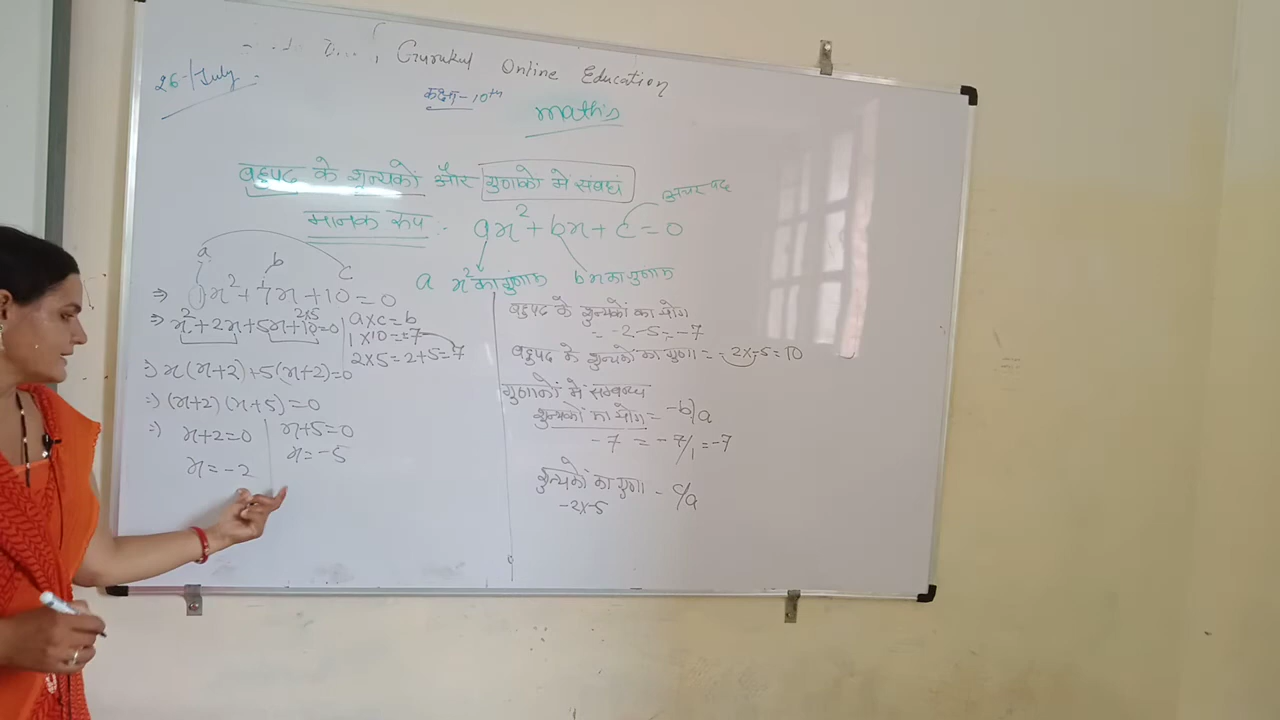 Gurukul Online Education
26/July
कक्षा - 10th
maths
बहुपद के शून्यकों और गुणाकों में संबंध
मानक रूप :- ax² + bx + c = 0
अचर पद
a x² का गुणांक b x का गुणांक
a b c
⇒ 1x² + 7x + 10 = 0
2×5
⇒ x² + 2x + 5x + 10 = 0
a×c = b
1×10 = 7
2×5 = 2+5 = 7
⇒ x(x+2) + 5(x+2) = 0
⇒ (x+2) (x+5) = 0
⇒ x+2 = 0 x+5 = 0
x = -2 x = -5
बहुपद के शून्यकों का योग
= -2-5 = -7
बहुपद के शून्यकों का गुणा = -2×-5 = 10
गुणाकों में सम्बन्ध
शून्यकों का योग = -b/a
-7 = -7/1 = -7
शून्यकों का गुणा - c/a
-2×-5